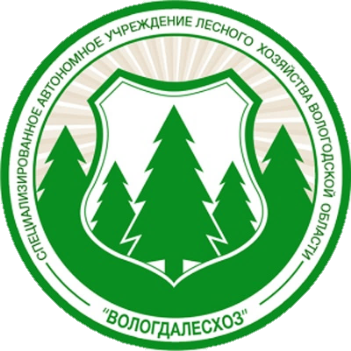 СПЕЦИАЛИЗИРОВАННОЕ АВТОНОМНОЕ УЧРЕЖДЕНИЕ ЛЕСНОГО ХОЗЯЙСТВА ВОЛОГОДСКОЙ ОБЛАСТИ
"ВОЛОГДАЛЕСХОЗ"